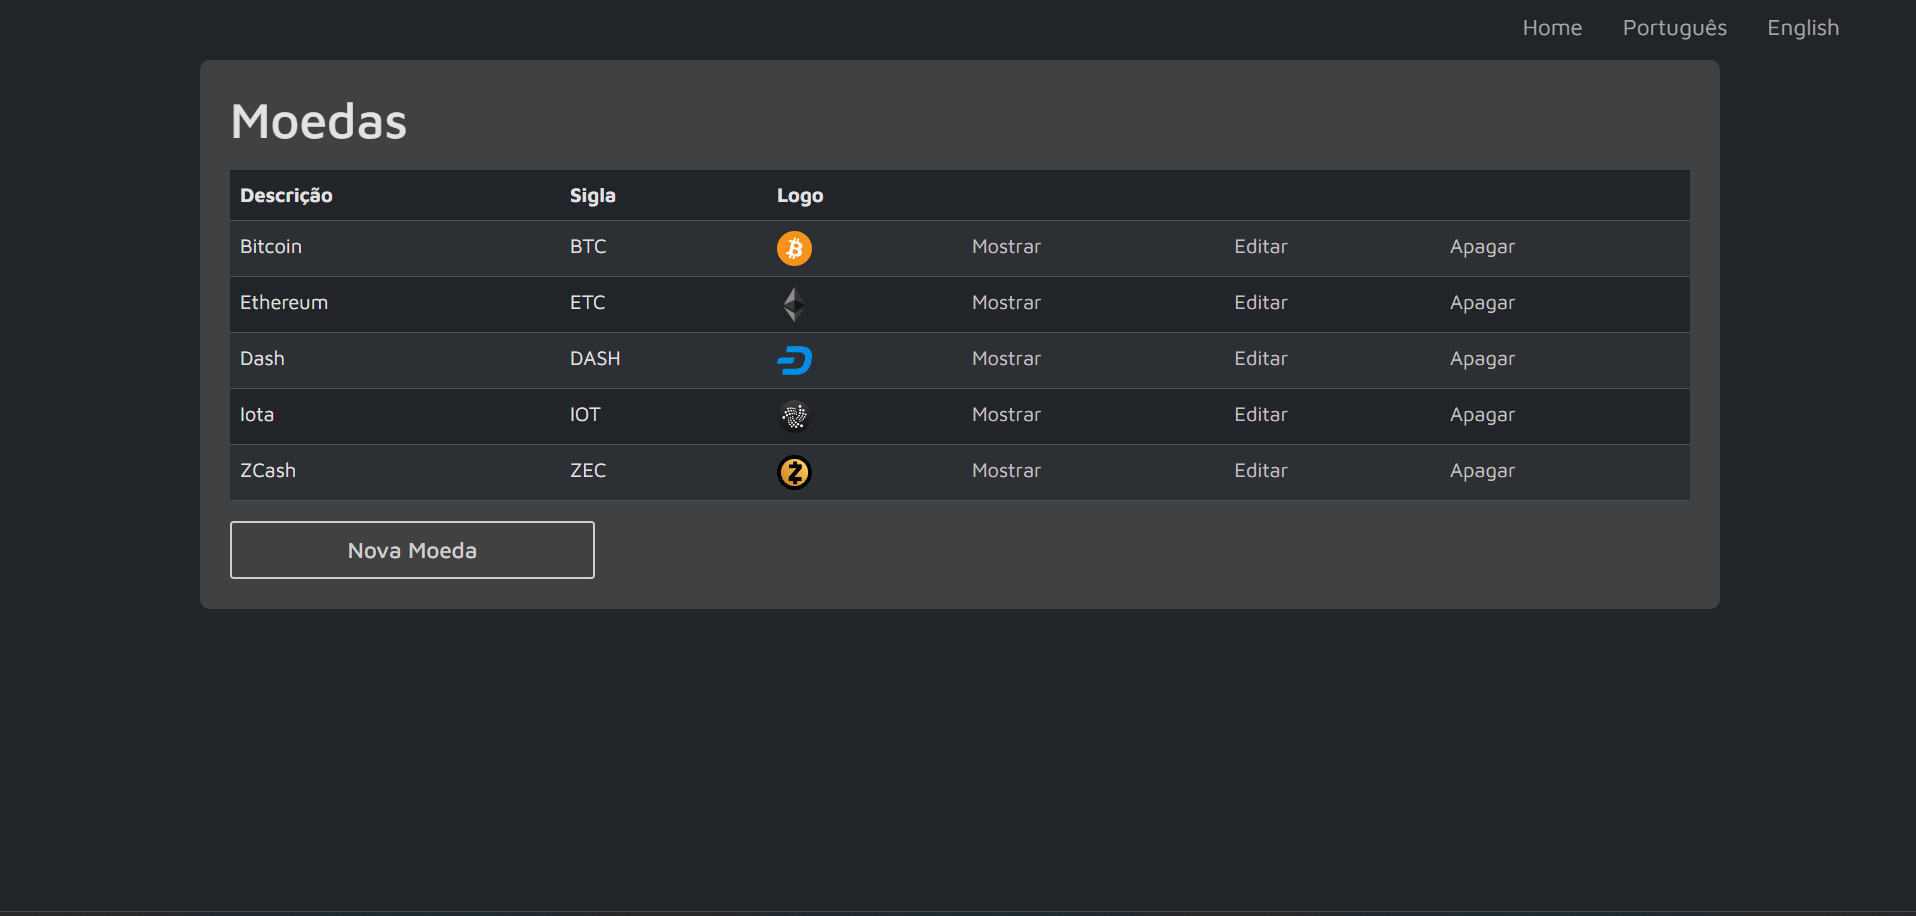 Home Português English
Moedas
Descrição Sigla Logo
Bitcoin BTC Mostrar Editar Apagar
Ethereum ETC Mostrar Editar Apagar
Dash DASH Mostrar Editar Apagar
Iota IOT Mostrar Editar Apagar
ZCash ZEC Mostrar Editar Apagar
Nova Moeda